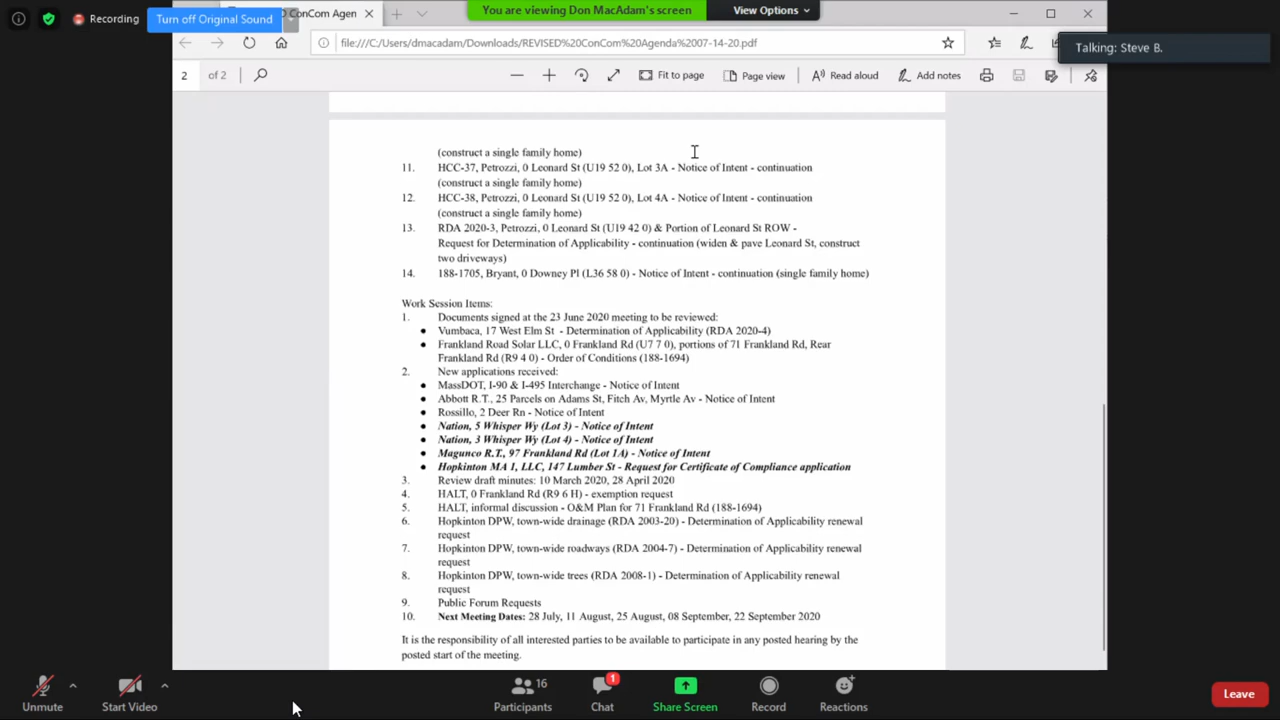 Recording
Turn off Original Sound
ConCom Agen
You are viewing Don MacAdam's screen
View Options
file:///C:/Users/dmacadam/Downloads/REVISED%20ConCom%20Agenda%2007-14-20.pdf
Talking: Steve B.
2 of 2
Fit to page
Page view
Read aloud
Add notes
(construct a single family home)
11. HCC-37, Petrozzi, 0 Leonard St (U19 52 0), Lot 3A - Notice of Intent - continuation
(construct a single family home)
12. HCC-38, Petrozzi, 0 Leonard St (U19 52 0), Lot 4A - Notice of Intent - continuation
(construct a single family home)
13. RDA 2020-3, Petrozzi, 0 Leonard St (U19 42 0) & Portion of Leonard St ROW -
Request for Determination of Applicability - continuation (widen & pave Leonard St, construct
two driveways)
14. 188-1705, Bryant, 0 Downey Pl (L36 58 0) - Notice of Intent - continuation (single family home)
Work Session Items:
1. Documents signed at the 23 June 2020 meeting to be reviewed:
● Vumbaca, 17 West Elm St - Determination of Applicability (RDA 2020-4)
● Frankland Road Solar LLC, 0 Frankland Rd (U7 7 0), portions of 71 Frankland Rd, Rear
Frankland Rd (R9 4 0) - Order of Conditions (188-1694)
2. New applications received:
● MassDOT, I-90 & I-495 Interchange - Notice of Intent
● Abbott R.T., 25 Parcels on Adams St, Fitch Av, Myrtle Av - Notice of Intent
● Rossillo, 2 Deer Rn - Notice of Intent
● Nation, 5 Whisper Wy (Lot 3) - Notice of Intent
● Nation, 3 Whisper Wy (Lot 4) - Notice of Intent
● Magunco R.T., 97 Frankland Rd (Lot 1A) - Notice of Intent
● Hopkinton MA 1, LLC, 147 Lumber St - Request for Certificate of Compliance application
3. Review draft minutes: 10 March 2020, 28 April 2020
4. HALT, 0 Frankland Rd (R9 6 H) - exemption request
5. HALT, informal discussion - O&M Plan for 71 Frankland Rd (188-1694)
6. Hopkinton DPW, town-wide drainage (RDA 2003-20) - Determination of Applicability renewal
request
7. Hopkinton DPW, town-wide roadways (RDA 2004-7) - Determination of Applicability renewal
request
8. Hopkinton DPW, town-wide trees (RDA 2008-1) - Determination of Applicability renewal
request
9. Public Forum Requests
10. Next Meeting Dates: 28 July, 11 August, 25 August, 08 September, 22 September 2020
It is the responsibility of all interested parties to be available to participate in any posted hearing by the
posted start of the meeting.
Unmute
Start Video
16
Participants
1
Chat
Share Screen
Record
Reactions
Leave